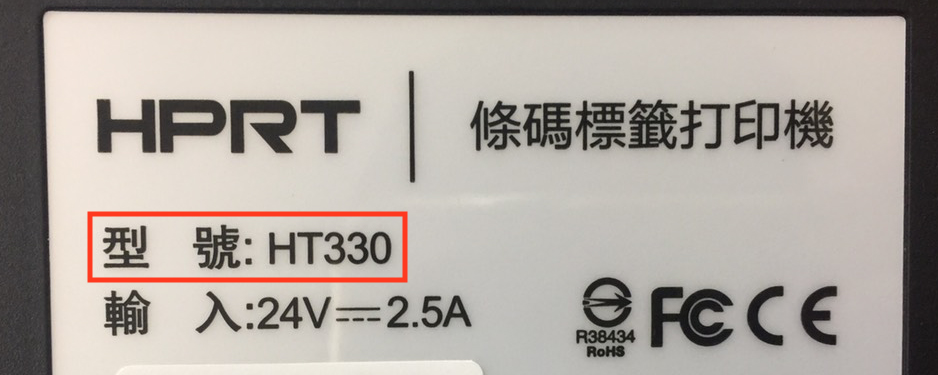 HPRT | 條碼標籤打印機
型 號: HT330
輸 入:24V⎓2.5A
R38434
RoHS
FC CE